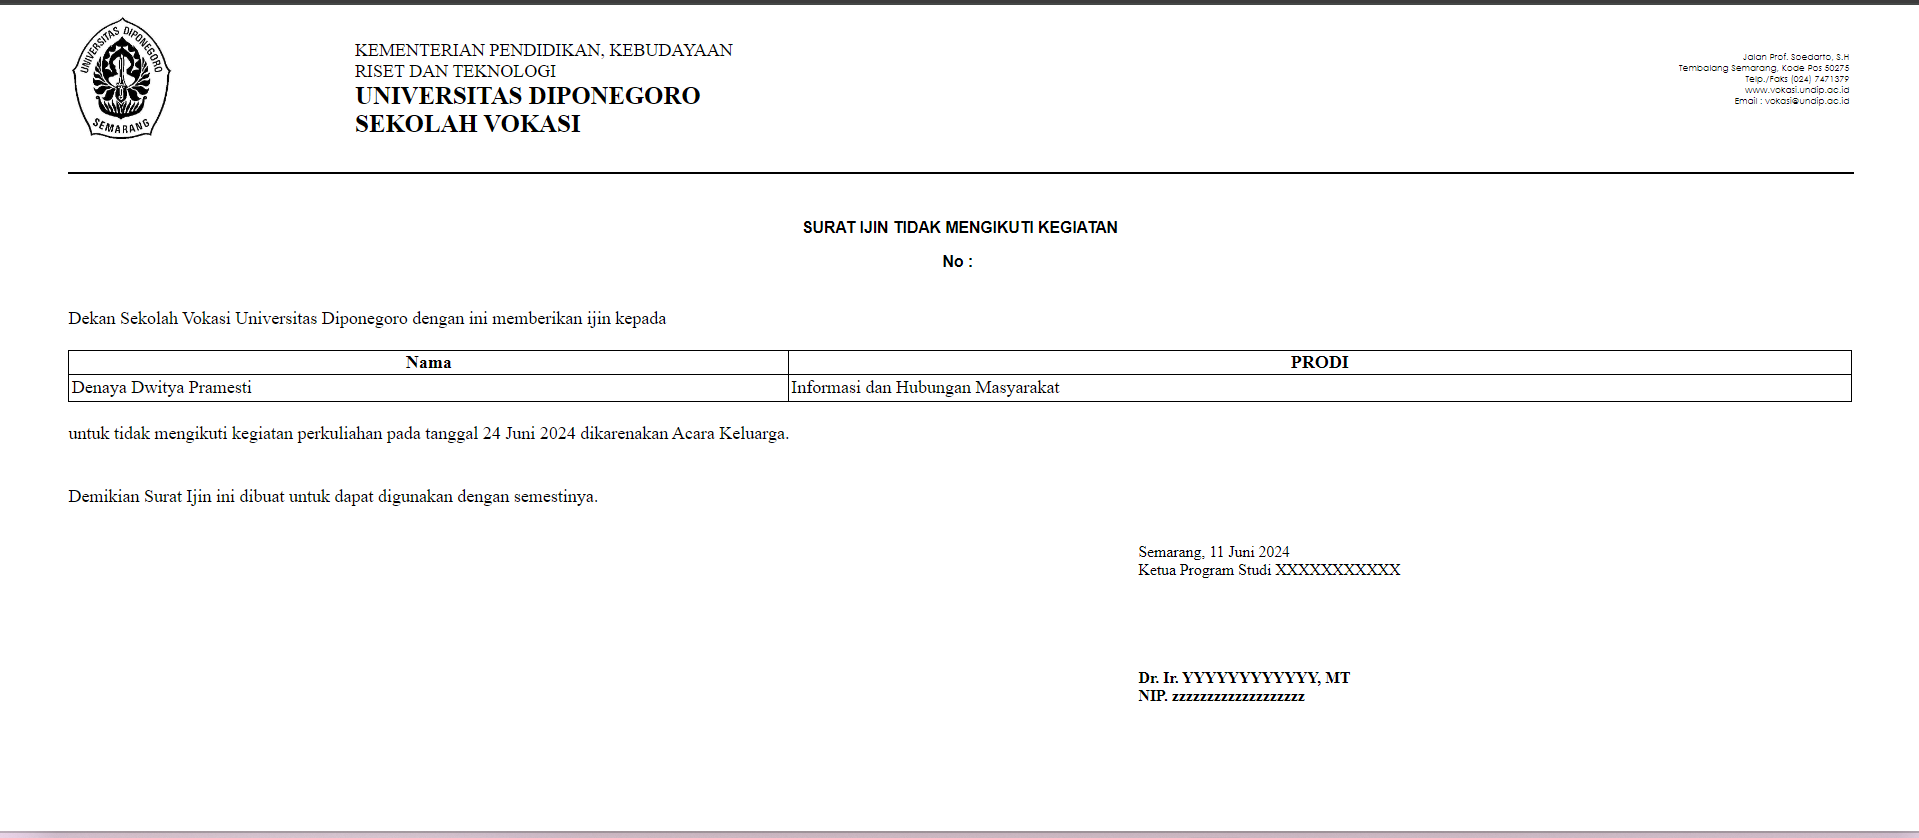 UNIVERSITAS DIPONEGORO
SEMARANG
KEMENTERIAN PENDIDIKAN, KEBUDAYAAN
RISET DAN TEKNOLOGI
UNIVERSITAS DIPONEGORO
SEKOLAH VOKASI
Jalan Prof. Soedarto, S.H
Tembalang Semarang, Kode Pos 50275
Telp./Faks (024) 7471379
www.vokasi.undip.ac.id
Email : vokasi@undip.ac.id
SURAT IJIN TIDAK MENGIKUTI KEGIATAN
No :
Dekan Sekolah Vokasi Universitas Diponegoro dengan ini memberikan ijin kepada
Nama PRODI
Denaya Dwitya Pramesti Informasi dan Hubungan Masyarakat
untuk tidak mengikuti kegiatan perkuliahan pada tanggal 24 Juni 2024 dikarenakan Acara Keluarga.
Demikian Surat Ijin ini dibuat untuk dapat digunakan dengan semestinya.
Semarang, 11 Juni 2024
Ketua Program Studi XXXXXXXXXXX
Dr. Ir. YYYYYYYYYYYY, MT
NIP. zzzzzzzzzzzzzzzzzzz